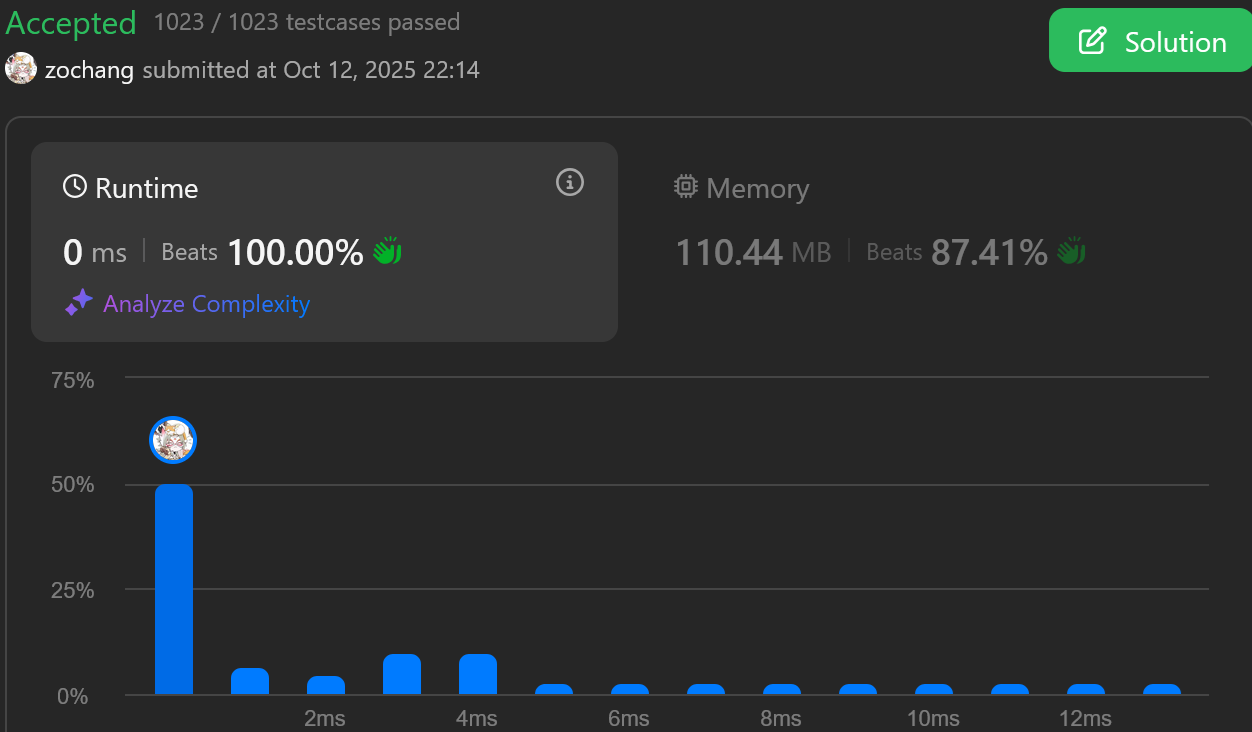 Accepted 1023 / 1023 testcases passed
zochang submitted at Oct 12, 2025 22:14
Solution
Runtime
0 ms | Beats 100.00%
Analyze Complexity
Memory
110.44 MB | Beats 87.41%
75%
50%
25%
0%
2ms 4ms 6ms 8ms 10ms 12ms